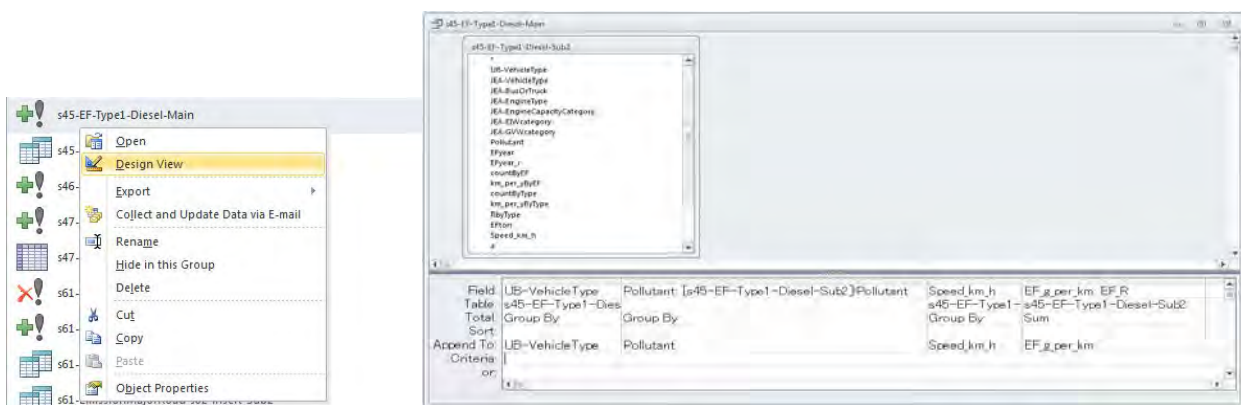 s45-EF-Type1-Diesel-Main
s45-
s46-
s47-
s47-
s61-
s61-
s61-
Open
Design View
Export
Collect and Update Data via E-mail
Rename
Hide in this Group
Delete
Cut
Copy
Paste
Object Properties
s45-EF-Type1-Diesel-Main
s45-EF-Type1-Diesel-Sub2
*
UB-VehicleType
JEA-VehicleType
JEA-BusOrTruck
JEA-EngineType
JEA-EngineCapacityCategory
JEA-EIWcategory
JEA-GVWcategory
Pollutant
EFyear
EFyear_r
countByEF
km_per_yByEF
countByType
km_per_yByType
RbyType
EFtori
Speed_km_h
a
Field: UB-VehicleType Pollutant: [s45-EF-Type1-Diesel-Sub2]!Pollutant Speed_km_h EF_g_per_km: EF_R
Table: s45-EF-Type1-Dies s45-EF-Type1- s45-EF-Type1-Diesel-Sub2
Total: Group By Group By Group By Sum
Sort:
Append To: UB-VehicleType Pollutant Speed_km_h EF_g_per_km
Criteria:
or: